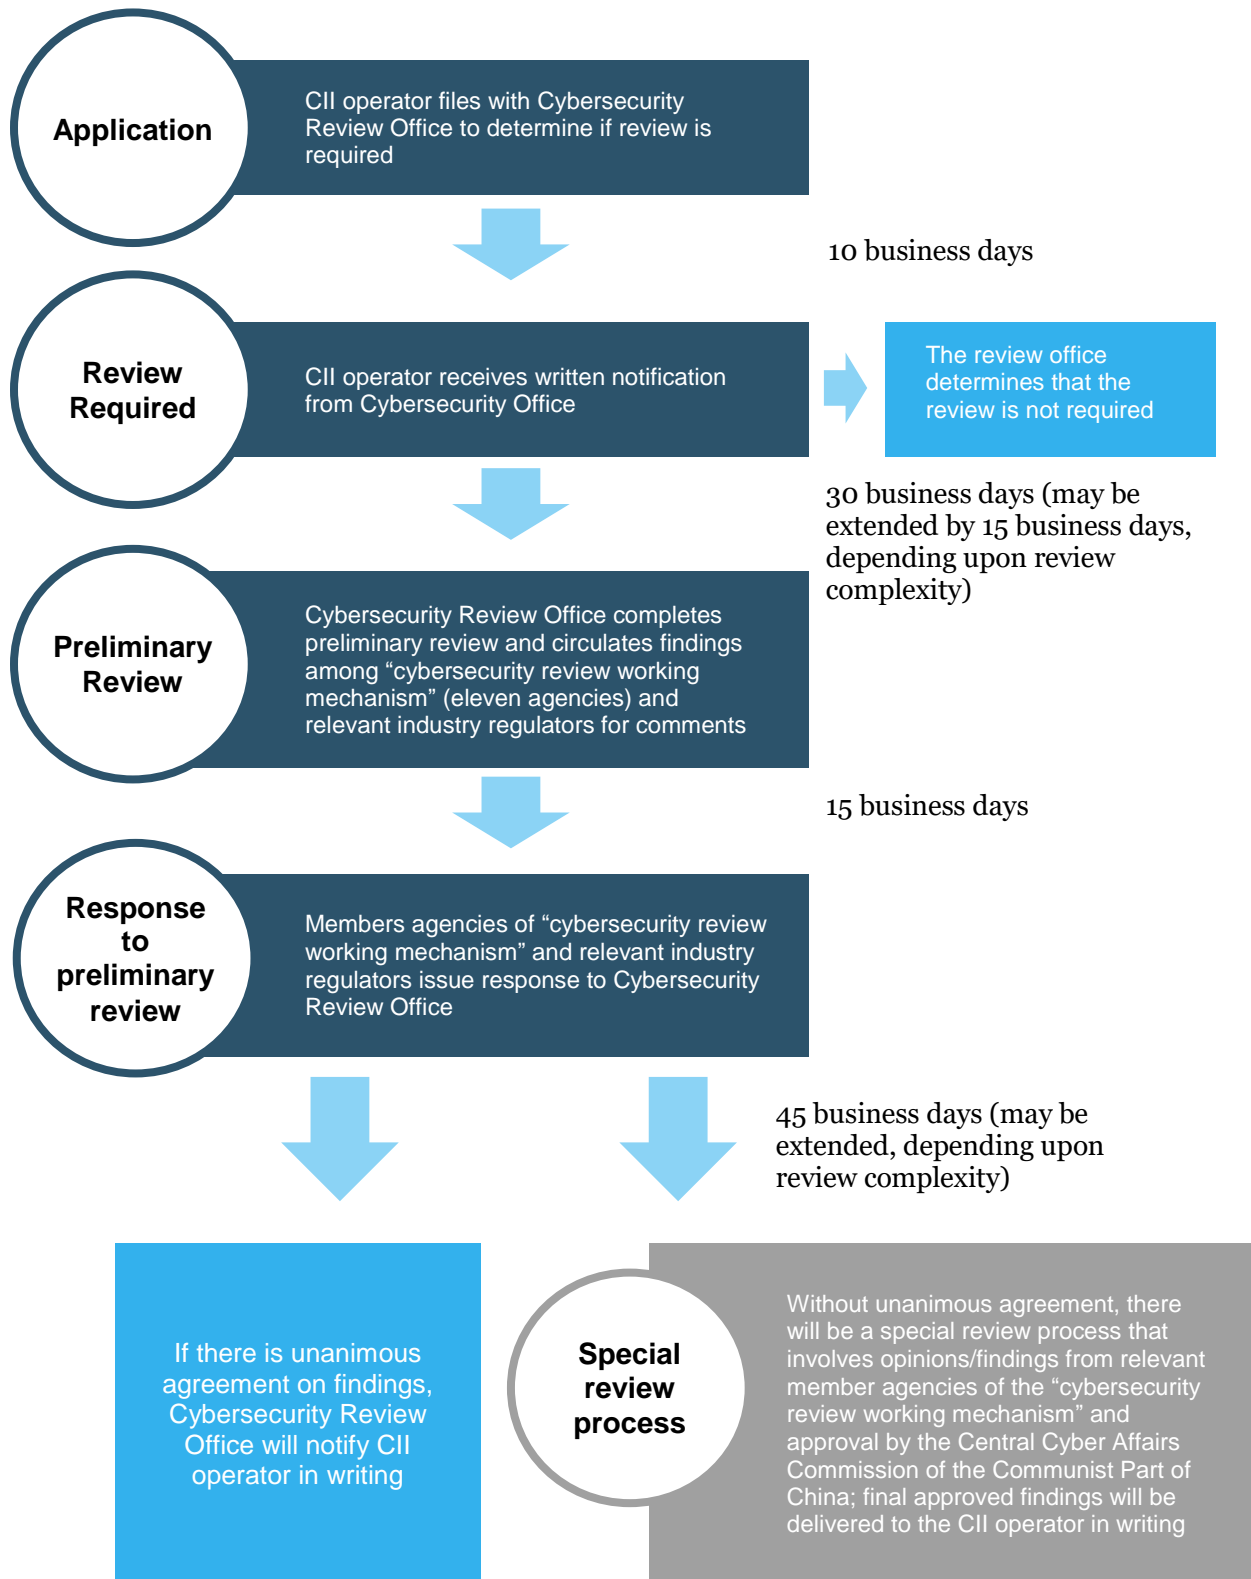 Application
CII operator files with Cybersecurity
Review Office to determine if review is
required
10 business days
Review
Required
CII operator receives written notification
from Cybersecurity Office
The review office
determines that the
review is not required
30 business days (may be
extended by 15 business days,
depending upon review
complexity)
Preliminary
Review
Cybersecurity Review Office completes
preliminary review and circulates findings
among “cybersecurity review working
mechanism” (eleven agencies) and
relevant industry regulators for comments
15 business days
Response
to
preliminary
review
Members agencies of “cybersecurity review
working mechanism” and relevant industry
regulators issue response to Cybersecurity
Review Office
45 business days (may be
extended, depending upon
review complexity)
If there is unanimous
agreement on findings,
Cybersecurity Review
Office will notify CII
operator in writing
Special
review
process
Without unanimous agreement, there
will be a special review process that
involves opinions/findings from relevant
member agencies of the “cybersecurity
review working mechanism” and
approval by the Central Cyber Affairs
Commission of the Communist Part of
China; final approved findings will be
delivered to the CII operator in writing